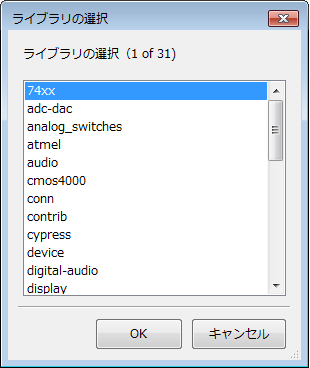 ライブラリの選択
ライブラリの選択 (1 of 31)
74xx
adc-dac
analog_switches
atmel
audio
cmos4000
conn
contrib
cypress
device
digital-audio
display
OK
キャンセル